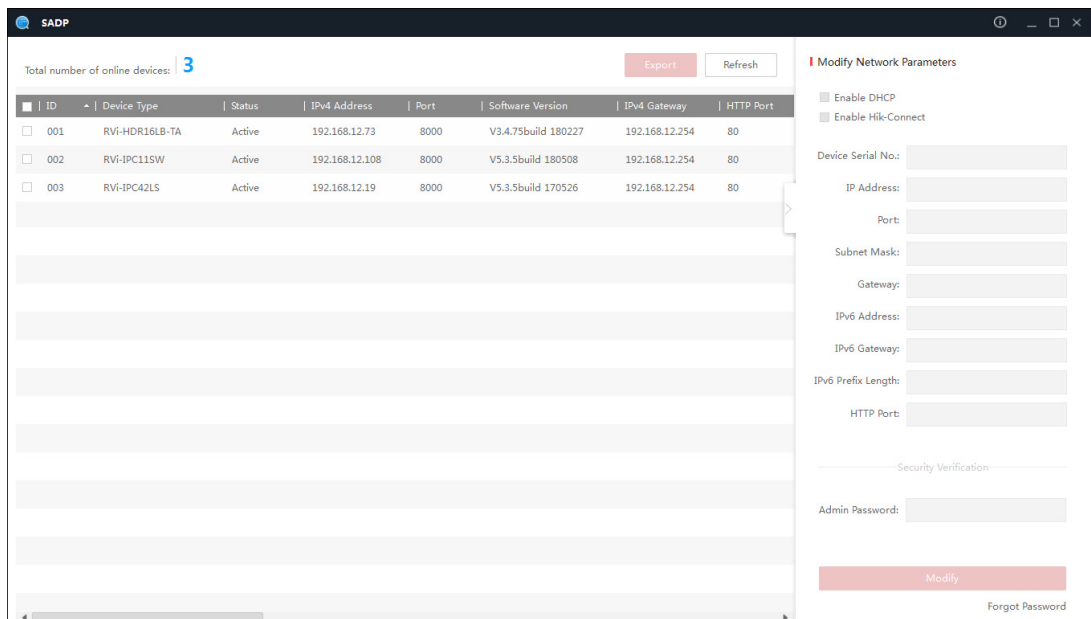 SADP
Total number of online devices: 3
Export
Refresh
ID | Device Type | Status | IPv4 Address | Port | Software Version | IPv4 Gateway | HTTP Port
001 RVi-HDR16LB-TA Active 192.168.12.73 8000 V3.4.75build 180227 192.168.12.254 80
002 RVi-IPC11SW Active 192.168.12.108 8000 V5.3.5build 180508 192.168.12.254 80
003 RVi-IPC42LS Active 192.168.12.19 8000 V5.3.5build 170526 192.168.12.254 80
Modify Network Parameters
Enable DHCP
Enable Hik-Connect
Device Serial No.:
IP Address:
Port:
Subnet Mask:
Gateway:
IPv6 Address:
IPv6 Gateway:
IPv6 Prefix Length:
HTTP Port:
Security Verification
Admin Password:
Modify
Forgot Password